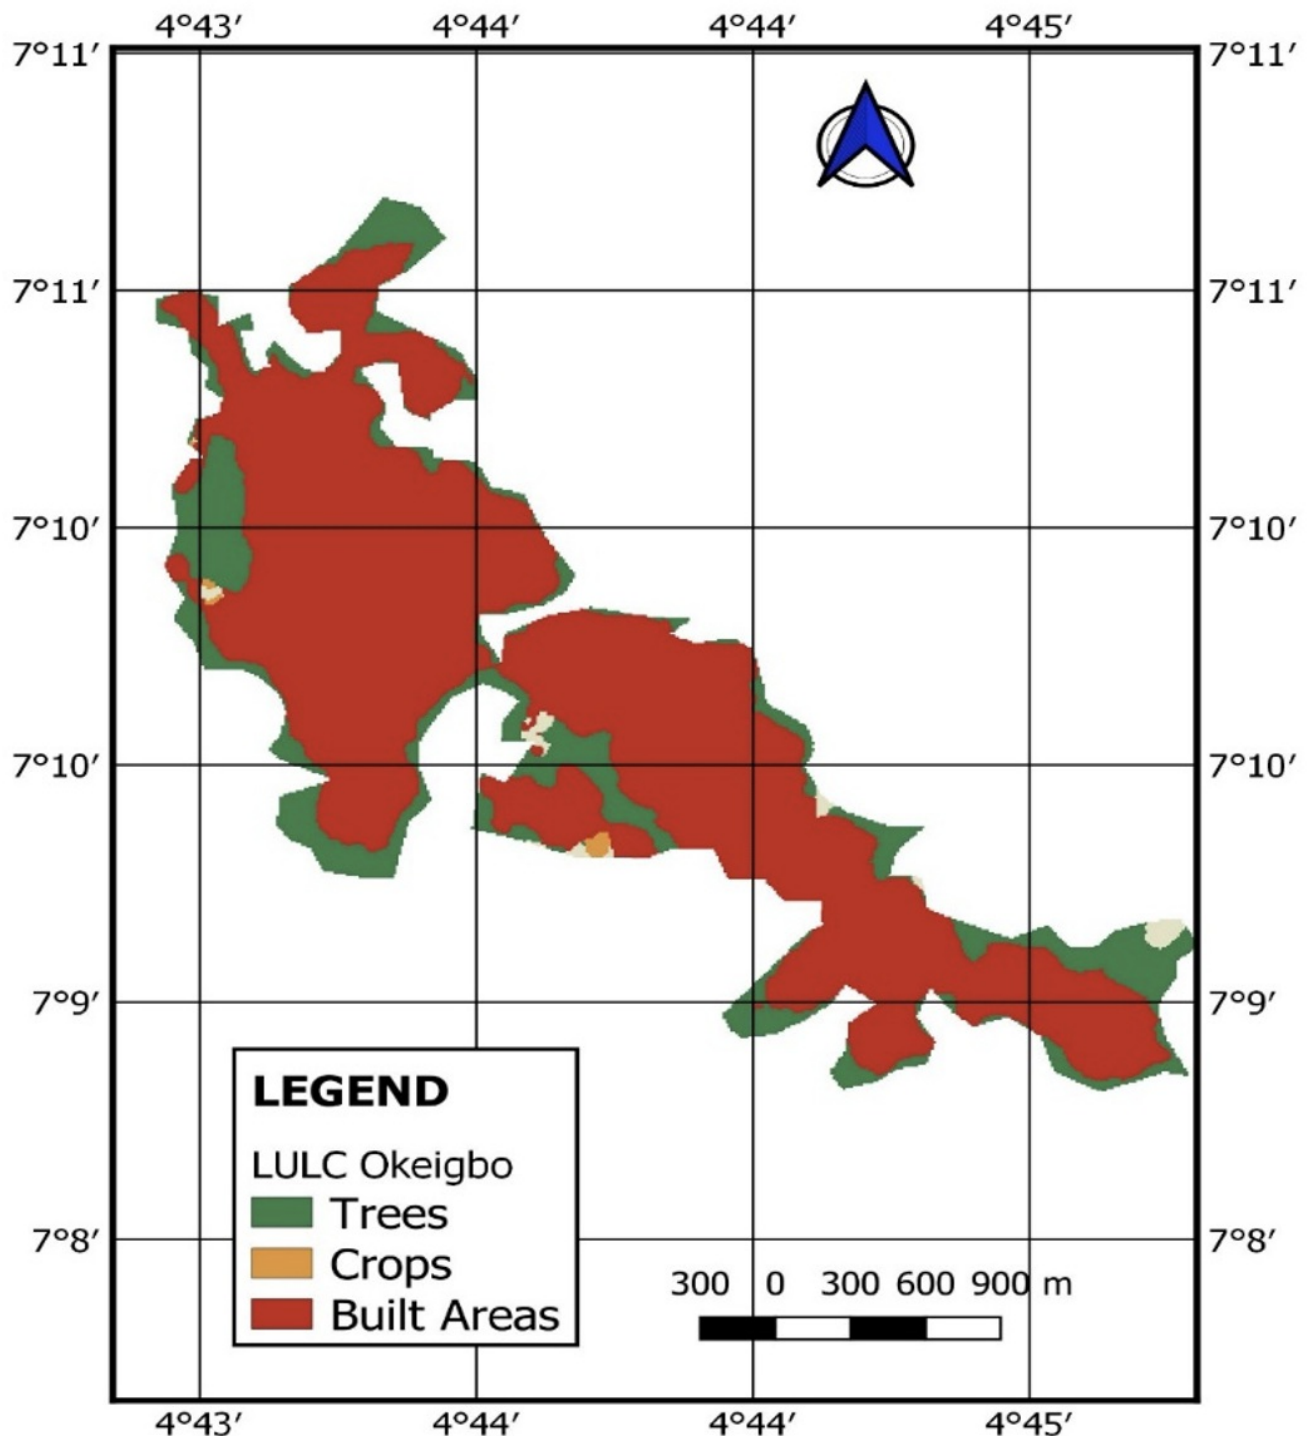 4°43′ 4°44′ 4°44′ 4°45′
7°11′ 7°11′
7°11′ 7°11′
7°10′ 7°10′
7°10′ 7°10′
7°9′ 7°9′
LEGEND
LULC Okeigbo
Trees
Crops
Built Areas
7°8′ 7°8′
300 0 300 600 900 m
4°43′ 4°44′ 4°44′ 4°45′